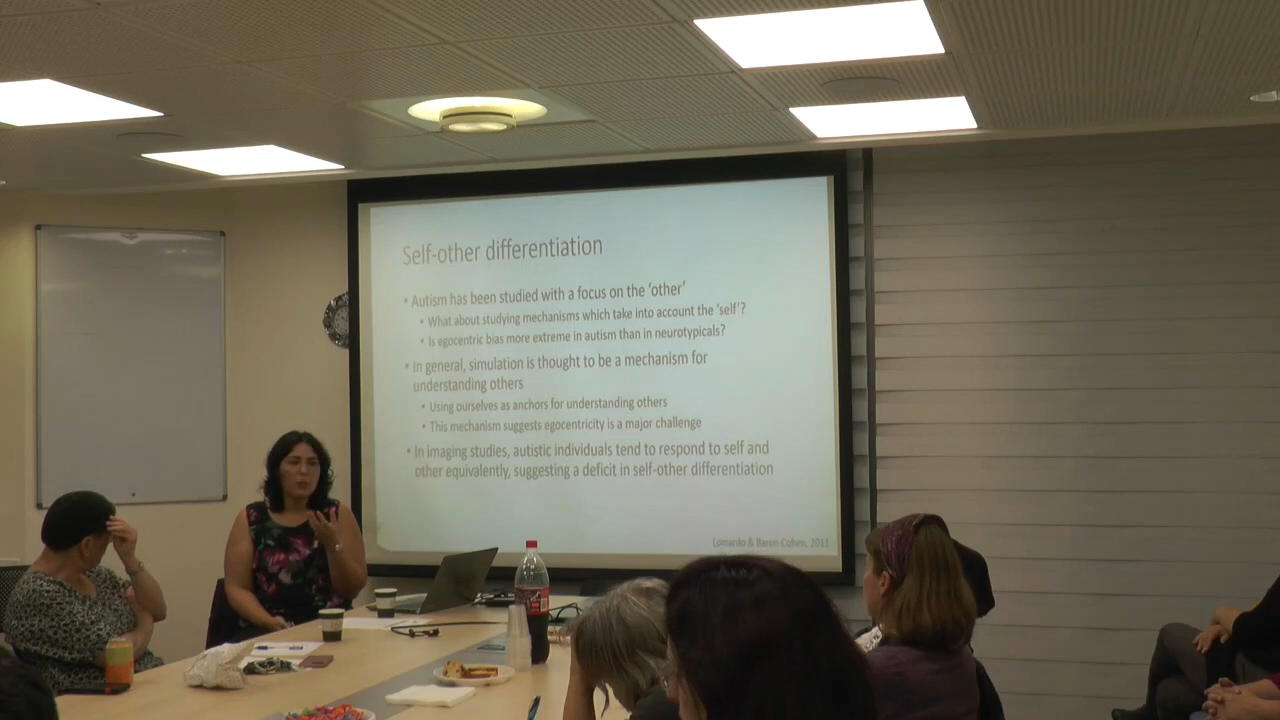 Self-other differentiation
• Autism has been studied with a focus on the 'other'
• What about studying mechanisms which take into account the 'self'?
• Is egocentric bias more extreme in autism than in neurotypicals?
• In general, simulation is thought to be a mechanism for
understanding others
• Using ourselves as anchors for understanding others
• This mechanism suggests egocentricity is a major challenge
• In imaging studies, autistic individuals tend to respond to self and
other equivalently, suggesting a deficit in self-other differentiation
Lomardo & Baron-Cohen, 2011